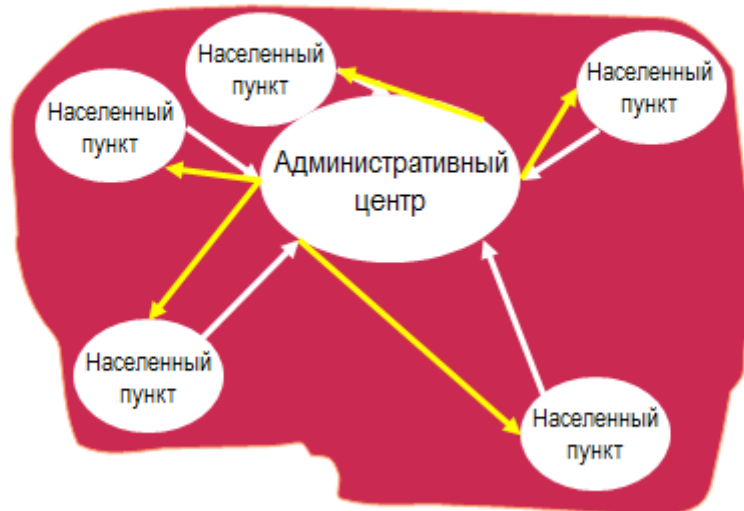 Населенный
пункт
Населенный
пункт
Населенный
пункт
Административный
центр
Населенный
пункт
Населенный
пункт